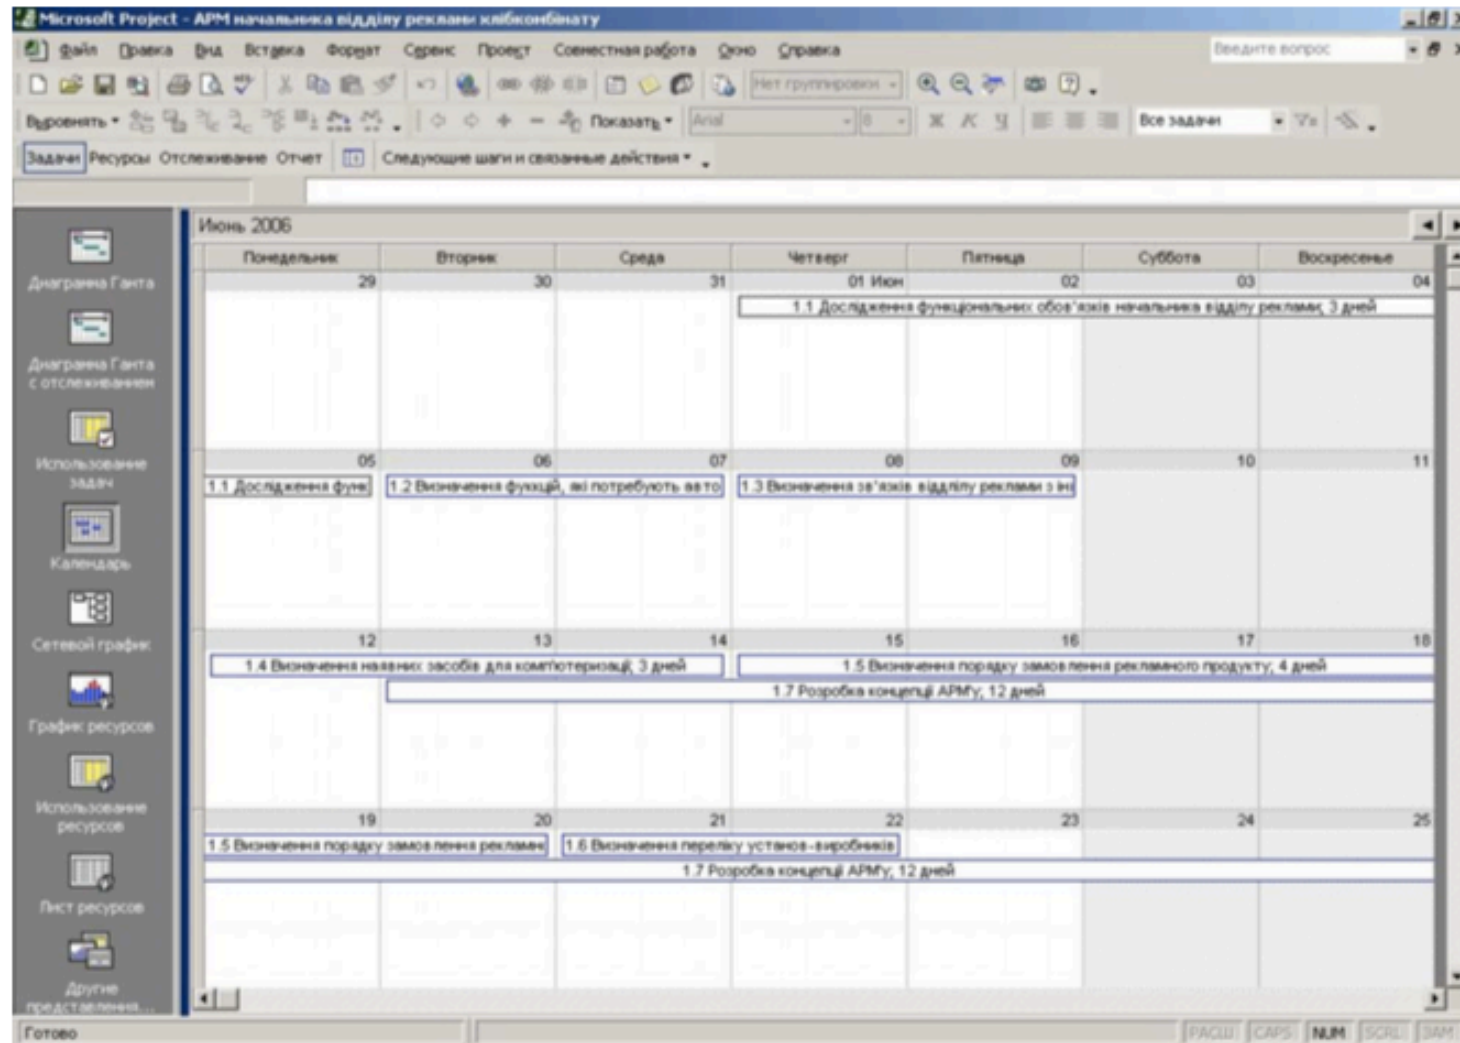 Microsoft Project - АРМ начальника відділу реклами хлібкомбінату
Файл Правка Вид Вставка Формат Сервис Проект Совместная работа Окно Справка Введите вопрос
Нет группировки
Выровнять Показать Arial 8 Ж К Ч Все задачи
Задачи Ресурсы Отслеживание Отчет Следующие шаги и связанные действия
Июнь 2006
Понедельник Вторник Среда Четверг Пятница Суббота Воскресенье
29 30 31 01 Июн 02 03 04
1.1 Дослідження функціональних обов'язків начальника відділу реклами; 3 дней
05 06 07 08 09 10 11
1.1 Дослідження функ 1.2 Визначення функцій, які потребують авто 1.3 Визначення зв'язків відділу реклами з ін
12 13 14 15 16 17 18
1.4 Визначення наявних засобів для комп'ютеризації; 3 дней 1.5 Визначення порядку замовлення рекламного продукту; 4 дней
1.7 Розробка концепції АРМ'у; 12 дней
19 20 21 22 23 24 25
1.5 Визначення порядку замовлення рекламн 1.6 Визначення переліку установ-виробників
1.7 Розробка концепції АРМ'у; 12 дней
Диаграмма Ганта
Диаграмма Ганта
с отслеживанием
Использование
задач
Календарь
Сетевой график
График ресурсов
Использование
ресурсов
Лист ресурсов
Другие
представления...
Готово
РАСШ CAPS NUM SCRL ЗАМ